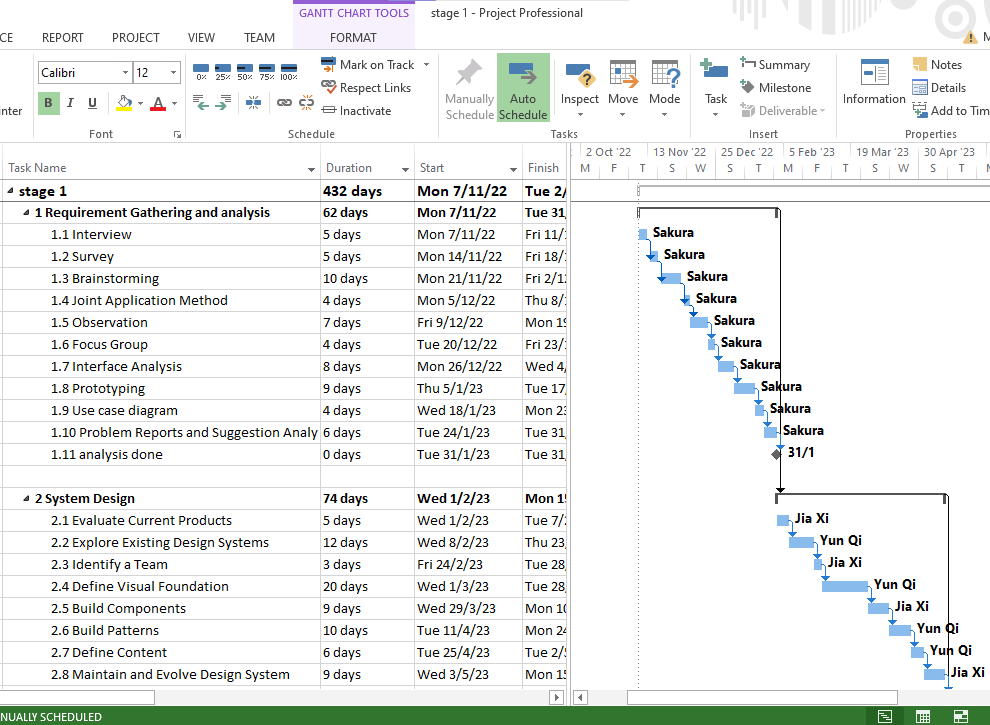 GANTT CHART TOOLS stage 1 - Project Professional
CE REPORT PROJECT VIEW TEAM FORMAT M
Calibri 12 0% 25% 50% 75% 100% Mark on Track Summary Notes
Respect Links Milestone Details
inter B I U A Manually Schedule Auto Schedule Inspect Move Mode Task Information
Inactivate Deliverable Add to Tim
Font Schedule Tasks Insert Properties
2 Oct '22 13 Nov '22 25 Dec '22 5 Feb '23 19 Mar '23 30 Apr '23
Task Name Duration Start Finish M F T S W S M F T S W S T M
stage 1 432 days Mon 7/11/22 Tue 2/
1 Requirement Gathering and analysis 62 days Mon 7/11/22 Tue 31,
1.1 Interview 5 days Mon 7/11/22 Fri 11/ Sakura
1.2 Survey 5 days Mon 14/11/22 Fri 18/ Sakura
1.3 Brainstorming 10 days Mon 21/11/22 Fri 2/12 Sakura
1.4 Joint Application Method 4 days Mon 5/12/22 Thu 8/ Sakura
1.5 Observation 7 days Fri 9/12/22 Mon 19 Sakura
1.6 Focus Group 4 days Tue 20/12/22 Fri 23/ Sakura
1.7 Interface Analysis 8 days Mon 26/12/22 Wed 4, Sakura
1.8 Prototyping 9 days Thu 5/1/23 Tue 17, Sakura
1.9 Use case diagram 4 days Wed 18/1/23 Mon 23 Sakura
1.10 Problem Reports and Suggestion Analy 6 days Tue 24/1/23 Tue 31, Sakura
1.11 analysis done 0 days Tue 31/1/23 Tue 31, 31/1
2 System Design 74 days Wed 1/2/23 Mon 15
2.1 Evaluate Current Products 5 days Wed 1/2/23 Tue 7/ Jia Xi
2.2 Explore Existing Design Systems 12 days Wed 8/2/23 Thu 23, Yun Qi
2.3 Identify a Team 3 days Fri 24/2/23 Tue 28, Jia Xi
2.4 Define Visual Foundation 20 days Wed 1/3/23 Tue 28, Yun Qi
2.5 Build Components 9 days Wed 29/3/23 Mon 10 Jia Xi
2.6 Build Patterns 10 days Tue 11/4/23 Mon 24 Yun Qi
2.7 Define Content 6 days Tue 25/4/23 Tue 2/ Yun Qi
2.8 Maintain and Evolve Design System 9 days Wed 3/5/23 Mon 15 Jia Xi
NUALLY SCHEDULED